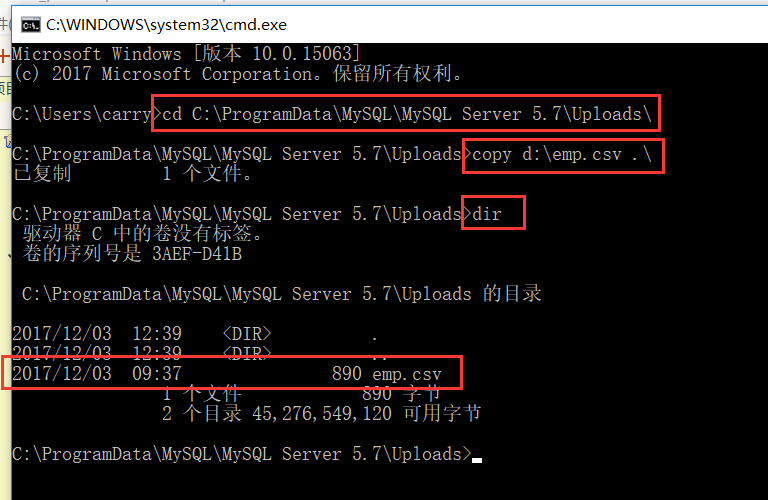 C:\WINDOWS\system32\cmd.exe
Microsoft Windows [版本 10.0.15063]
(c) 2017 Microsoft Corporation。保留所有权利。
C:\Users\carry>cd C:\ProgramData\MySQL\MySQL Server 5.7\Uploads\
C:\ProgramData\MySQL\MySQL Server 5.7\Uploads>copy d:\emp.csv .\
已复制         1 个文件。
C:\ProgramData\MySQL\MySQL Server 5.7\Uploads>dir
驱动器 C 中的卷没有标签。
卷的序列号是 3AEF-D41B
C:\ProgramData\MySQL\MySQL Server 5.7\Uploads 的目录
2017/12/03  12:39    <DIR>          .
2017/12/03  12:39    <DIR>          ..
2017/12/03  09:37               890 emp.csv
1 个文件            890 字节
2 个目录 45,276,549,120 可用字节
C:\ProgramData\MySQL\MySQL Server 5.7\Uploads>